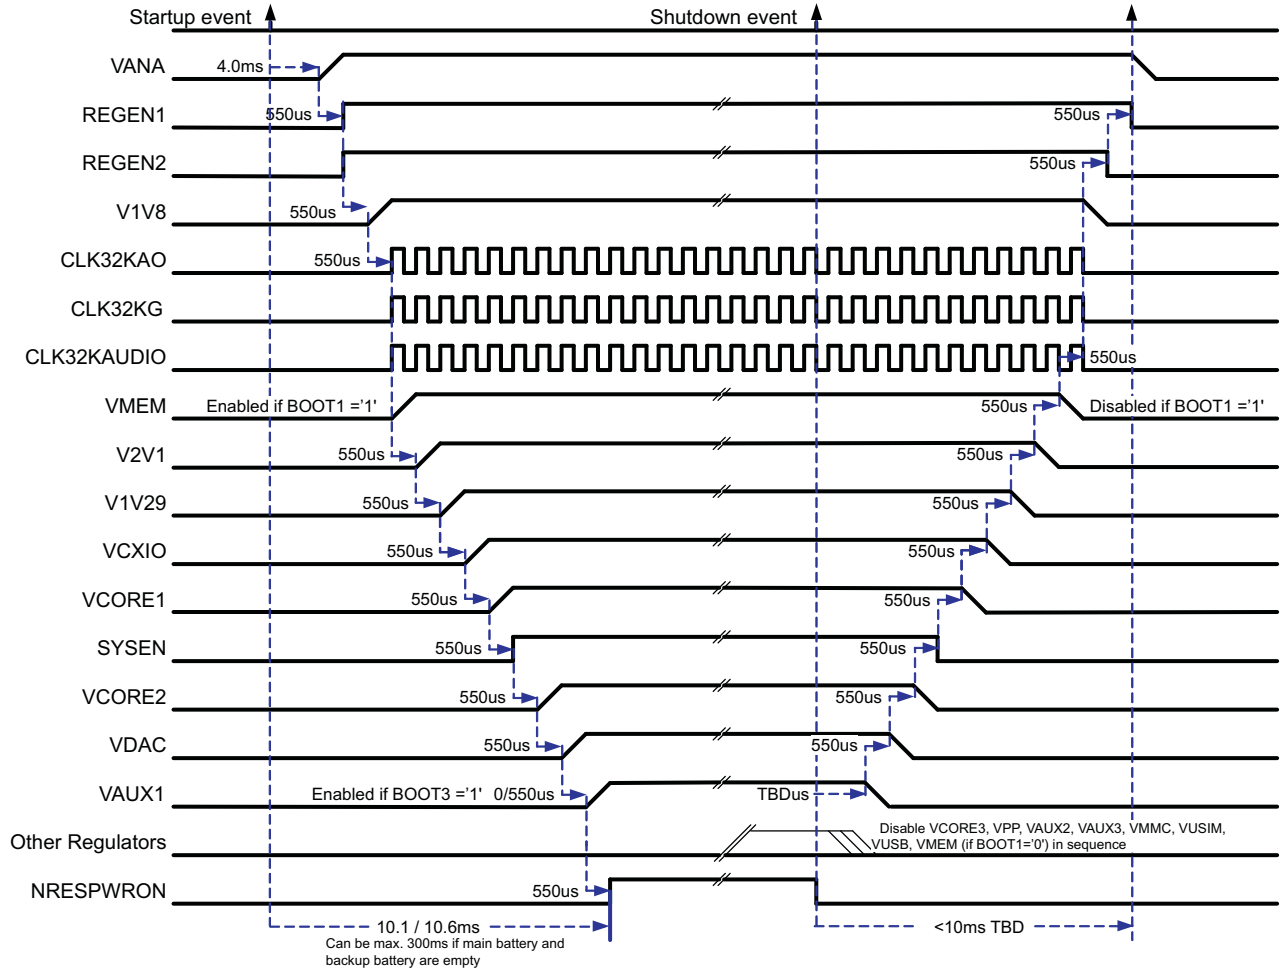 Startup event
Shutdown event
VANA
4.0ms
REGEN1
550us
550us
REGEN2
550us
V1V8
550us
CLK32KAO
550us
CLK32KG
CLK32KAUDIO
550us
VMEM
Enabled if BOOT1 ='1'
550us
Disabled if BOOT1 ='1'
V2V1
550us
550us
V1V29
550us
550us
VCXIO
550us
550us
VCORE1
550us
550us
SYSEN
550us
550us
VCORE2
550us
550us
VDAC
550us
550us
VAUX1
Enabled if BOOT3 ='1' 0/550us
TBDus
Other Regulators
Disable VCORE3, VPP, VAUX2, VAUX3, VMMC, VUSIM,
VUSB, VMEM (if BOOT1='0') in sequence
NRESPWRON
550us
10.1 / 10.6ms
<10ms TBD
Can be max. 300ms if main battery and
backup battery are empty